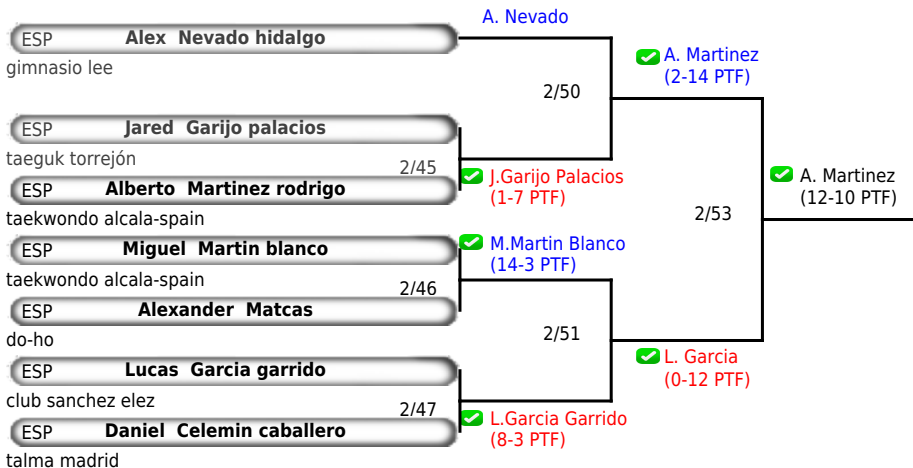 A. Nevado
ESP Alex Nevado hidalgo
gimnasio lee
A. Martinez
(2-14 PTF)
2/50
ESP Jared Garijo palacios
taeguk torrejón
2/45
J.Garijo Palacios
(1-7 PTF)
ESP Alberto Martinez rodrigo
taekwondo alcala-spain
A. Martinez
(12-10 PTF)
2/53
ESP Miguel Martin blanco
taekwondo alcala-spain
M.Martin Blanco
(14-3 PTF)
2/46
ESP Alexander Matcas
do-ho
2/51
L. Garcia
(0-12 PTF)
ESP Lucas Garcia garrido
club sanchez elez
2/47
L.Garcia Garrido
(8-3 PTF)
ESP Daniel Celemin caballero
talma madrid